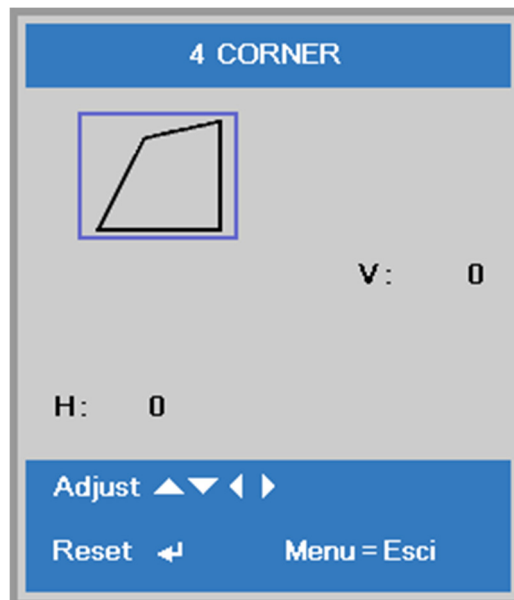 4 CORNER
V: 0
H: 0
Adjust
Reset Menu = Esci